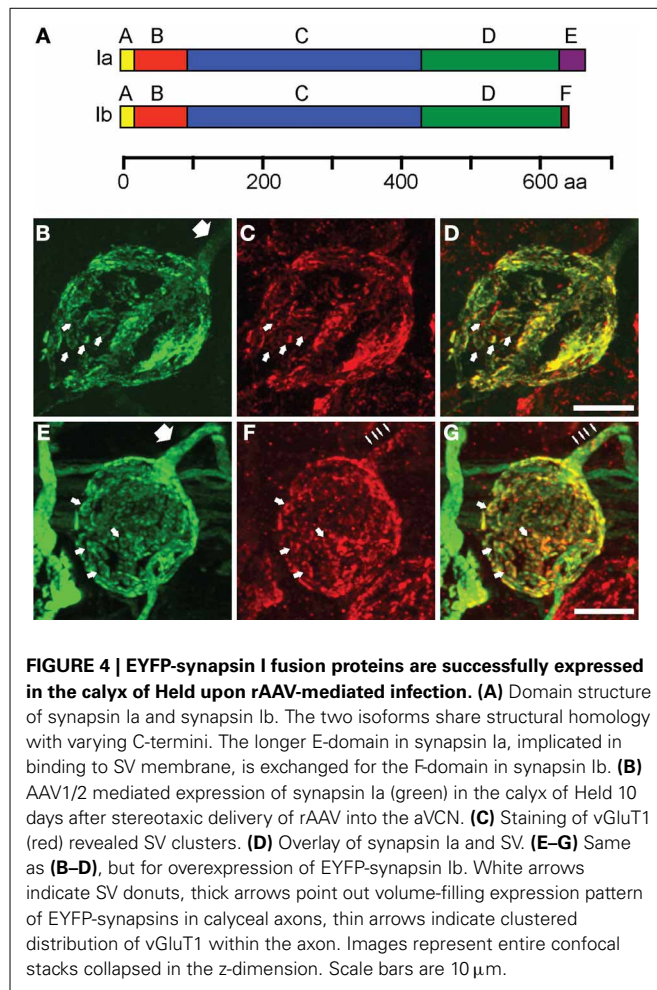 A
A B C D E
Ia
A B C D F
Ib
0 200 400 600 aa
B C D
E F G
FIGURE 4 | EYFP-synapsin I fusion proteins are successfully expressed
in the calyx of Held upon rAAV-mediated infection. (A) Domain structure
of synapsin Ia and synapsin Ib. The two isoforms share structural homology
with varying C-termini. The longer E-domain in synapsin Ia, implicated in
binding to SV membrane, is exchanged for the F-domain in synapsin Ib. (B)
AAV1/2 mediated expression of synapsin Ia (green) in the calyx of Held 10
days after stereotaxic delivery of rAAV into the aVCN. (C) Staining of vGluT1
(red) revealed SV clusters. (D) Overlay of synapsin Ia and SV. (E–G) Same
as (B–D), but for overexpression of EYFP-synapsin Ib. White arrows
indicate SV donuts, thick arrows point out volume-filling expression pattern
of EYFP-synapsins in calyceal axons, thin arrows indicate clustered
distribution of vGluT1 within the axon. Images represent entire confocal
stacks collapsed in the z-dimension. Scale bars are 10 μm.